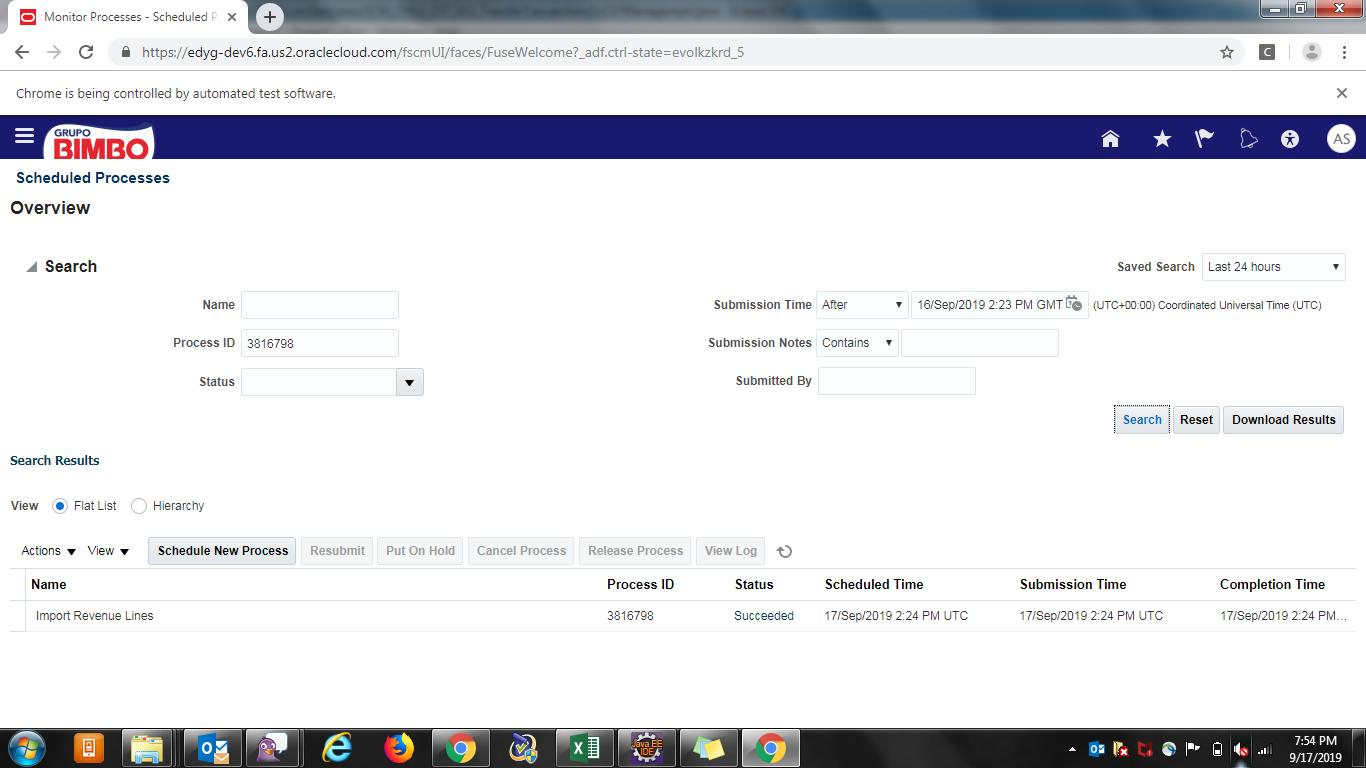 Monitor Processes - Scheduled P
https://edyg-dev6.fa.us2.oraclecloud.com/fscmUI/faces/FuseWelcome?_adf.ctrl-state=evolkzkrd_5
C
Chrome is being controlled by automated test software.
GRUPO
BIMBO
AS
Scheduled Processes
Overview
Search
Saved Search Last 24 hours
Name
Submission Time After 16/Sep/2019 2:23 PM GMT (UTC+00:00) Coordinated Universal Time (UTC)
Process ID 3816798
Submission Notes Contains
Status
Submitted By
Search Reset Download Results
Search Results
View Flat List Hierarchy
Actions View Schedule New Process Resubmit Put On Hold Cancel Process Release Process View Log
Name Process ID Status Scheduled Time Submission Time Completion Time
Import Revenue Lines 3816798 Succeeded 17/Sep/2019 2:24 PM UTC 17/Sep/2019 2:24 PM UTC 17/Sep/2019 2:24 PM...
Java EE
IDE
7:54 PM
9/17/2019